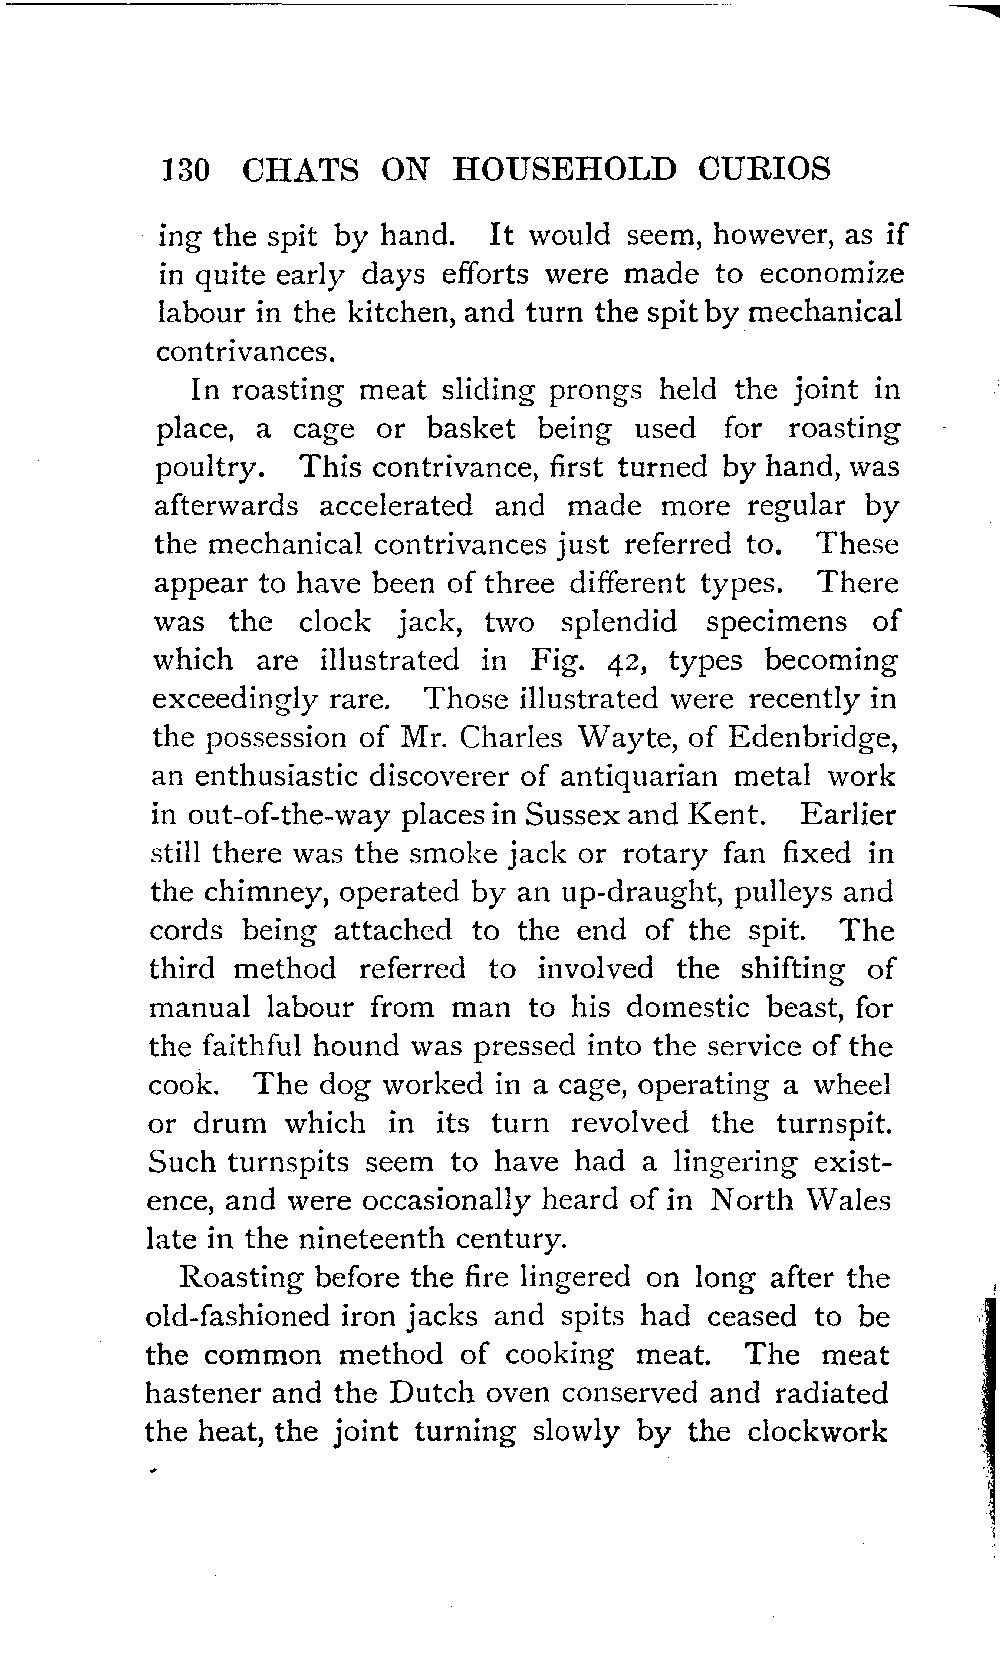 130 CHATS ON HOUSEHOLD CURIOS
ing the spit by hand. It would seem, however, as if
in quite early days efforts were made to economize
labour in the kitchen, and turn the spit by mechanical
contrivances.
In roasting meat sliding prongs held the joint in
place, a cage or basket being used for roasting
poultry. This contrivance, first turned by hand, was
afterwards accelerated and made more regular by
the mechanical contrivances just referred to. These
appear to have been of three different types. There
was the clock jack, two splendid specimens of
which are illustrated in Fig. 42, types becoming
exceedingly rare. Those illustrated were recently in
the possession of Mr. Charles Wayte, of Edenbridge,
an enthusiastic discoverer of antiquarian metal work
in out-of-the-way places in Sussex and Kent. Earlier
still there was the smoke jack or rotary fan fixed in
the chimney, operated by an up-draught, pulleys and
cords being attached to the end of the spit. The
third method referred to involved the shifting of
manual labour from man to his domestic beast, for
the faithful hound was pressed into the service of the
cook. The dog worked in a cage, operating a wheel
or drum which in its turn revolved the turnspit.
Such turnspits seem to have had a lingering exist-
ence, and were occasionally heard of in North Wales
late in the nineteenth century.
Roasting before the fire lingered on long after the
old-fashioned iron jacks and spits had ceased to be
the common method of cooking meat. The meat
hastener and the Dutch oven conserved and radiated
the heat, the joint turning slowly by the clockwork